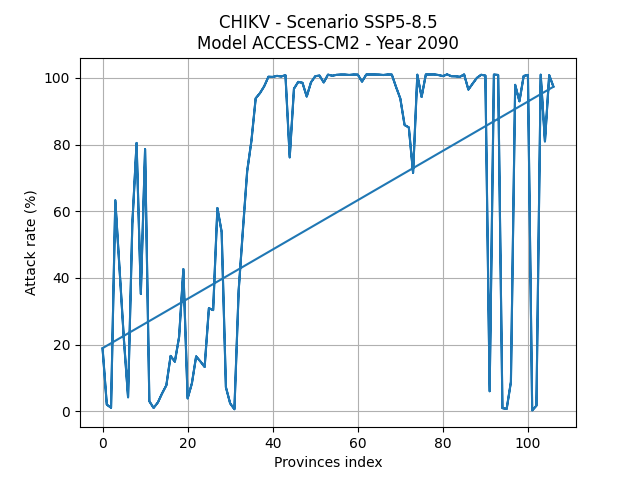 CHIKV - Scenario SSP5-8.5
Model ACCESS-CM2 - Year 2090
Attack rate (%)
100
80
60
40
20
0
0 20 40 60 80 100
Provinces index